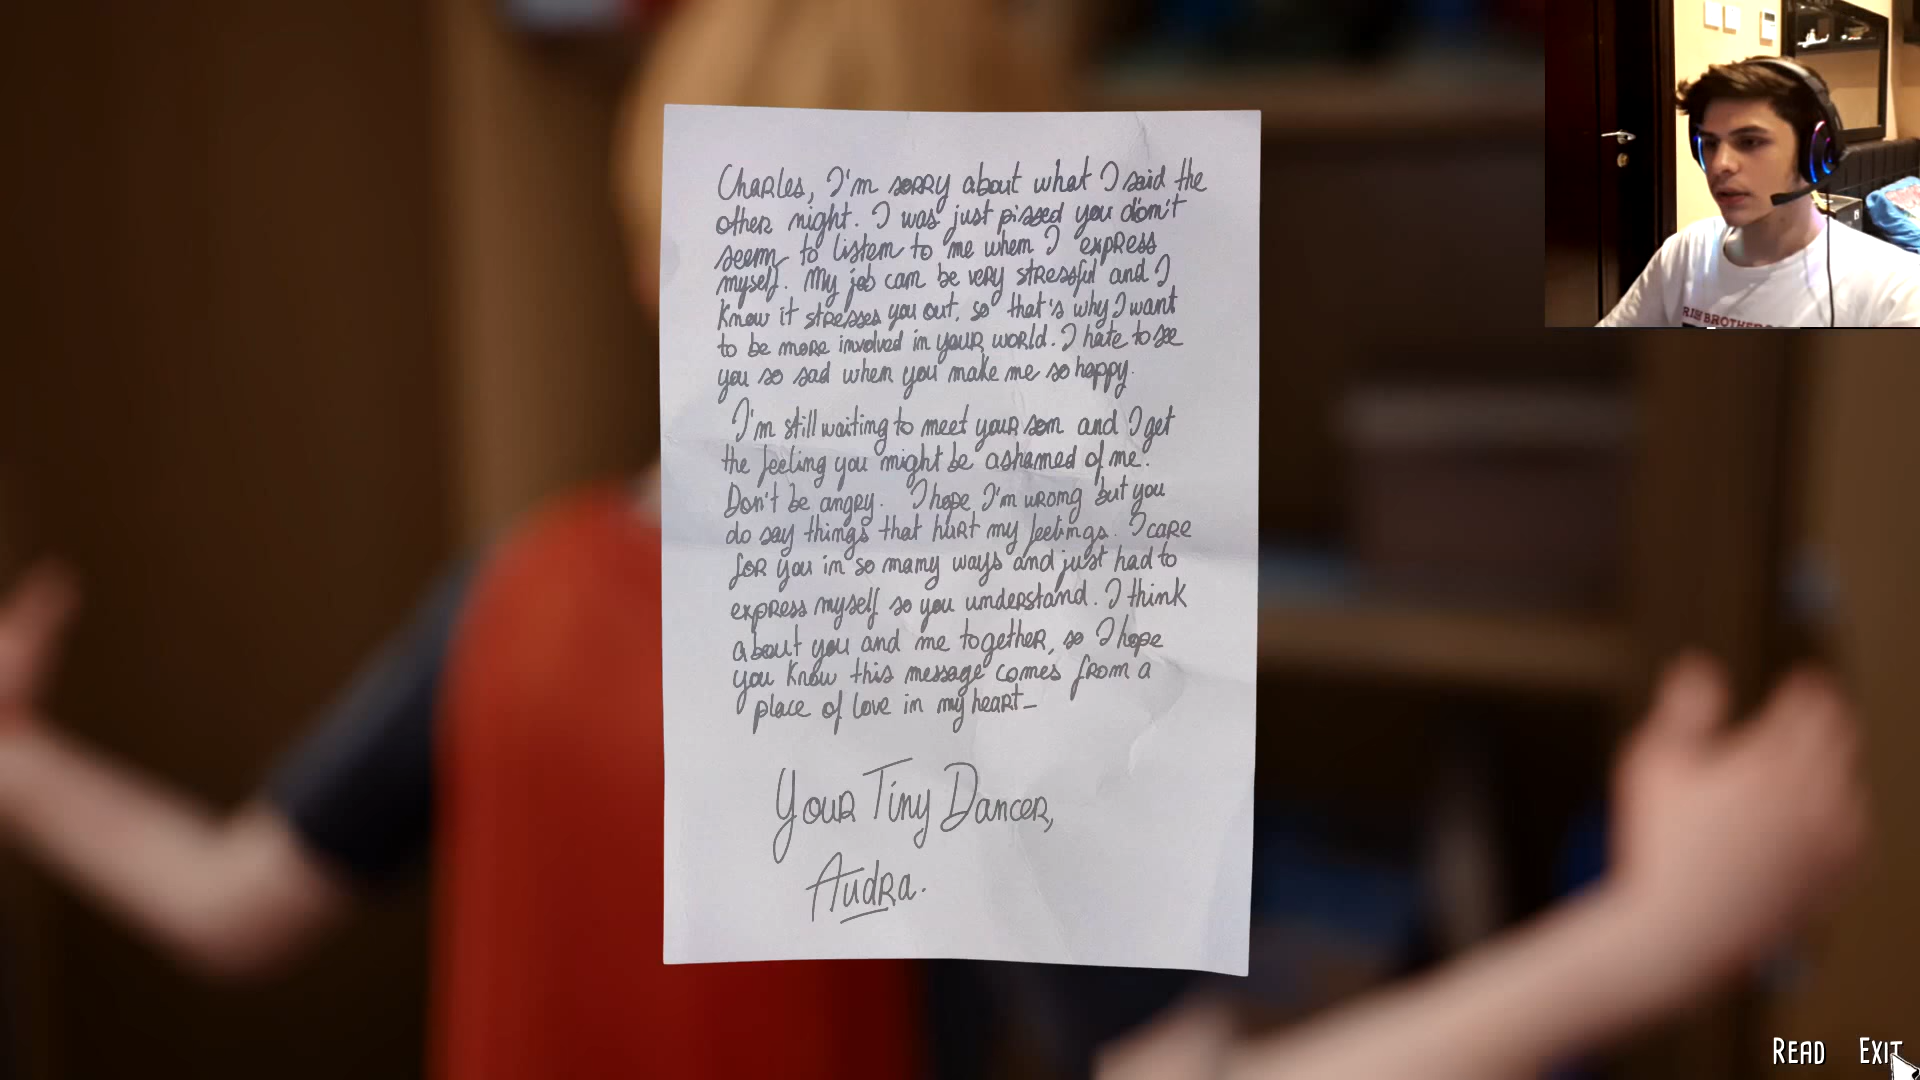 Charles, I'm sorry about what I said the
other night. I was just pissed you don't
seem to listen to me when I express
myself. My job can be very stressful and I
know it stresses you out, so that's why I want
to be more involved in your world. I hate to see
you so sad when you make me so happy.
I'm still waiting to meet your son and I get
the feeling you might be ashamed of me.
Don't be angry. I hope I'm wrong but you
do say things that hurt my feelings. I care
for you in so many ways and just had to
express myself so you understand. I think
about you and me together, so I hope
you know this message comes from a
place of love in my heart_
Your Tiny Dancer,
Audra.
BROTHER
READ EXIT